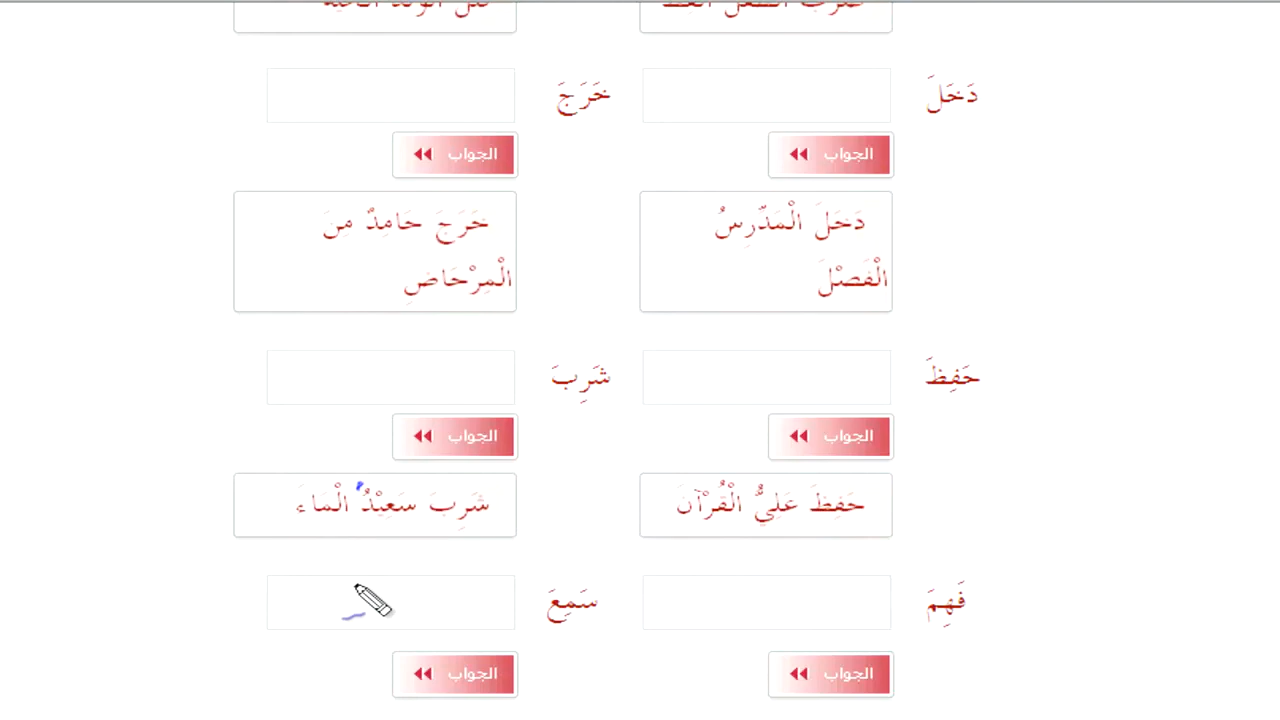 دَخَلَ
خَرَجَ
الجواب
الجواب
دَخَلَ الْمَدّرِسُ
الْفَصْلَ
خَرَجَ حَامِدٌ مِنَ
الْمِرْحَاضِ
حَفِظَ
شَرِبَ
الجواب
الجواب
حَفِظَ عَلِيٌّ الْقُرْآنَ
شَرِبَ سَعِيْدٌ الْمَاءَ
فَهِمَ
سَمِعَ
الجواب
الجواب